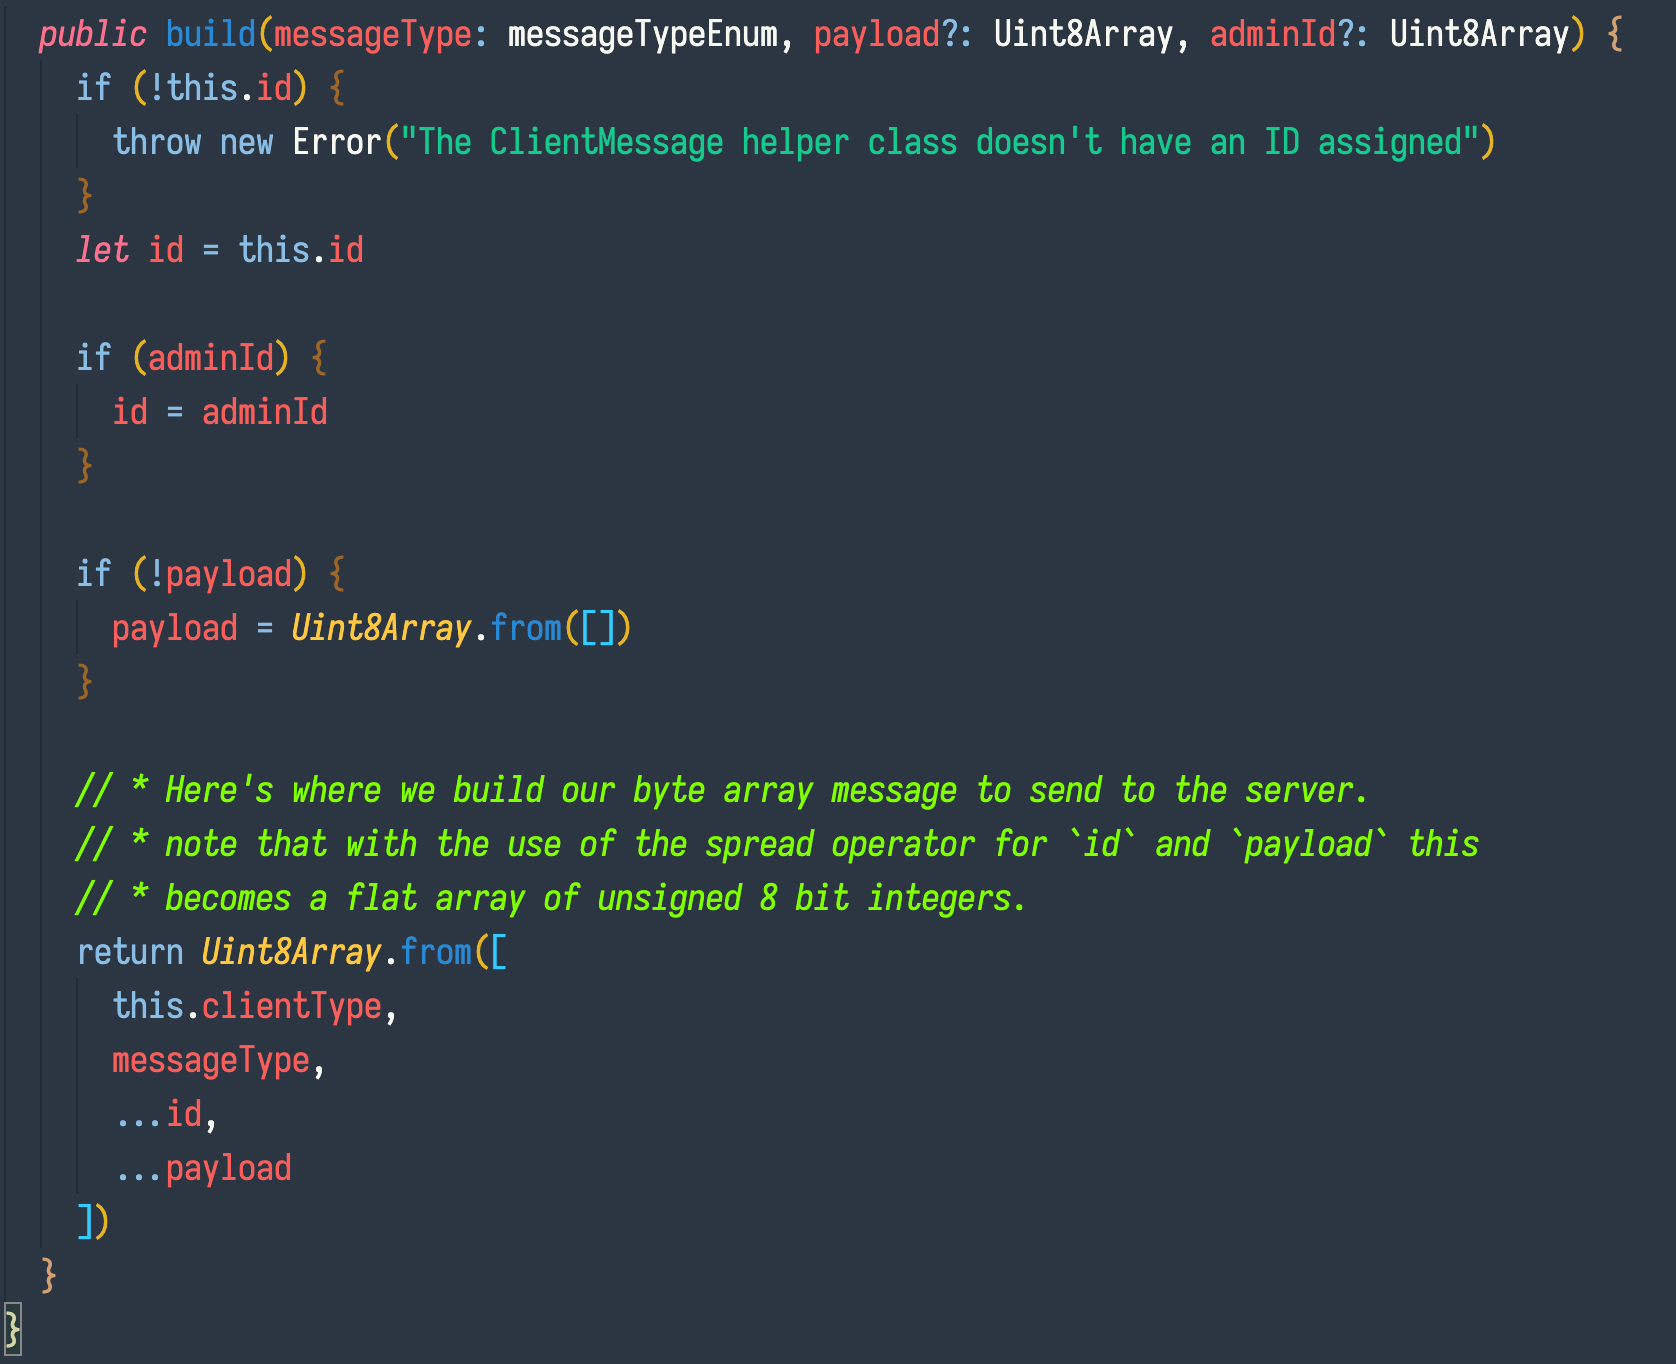 public build(messageType: messageTypeEnum, payload?: Uint8Array, adminId?: Uint8Array) {
if (!this.id) {
throw new Error("The ClientMessage helper class doesn't have an ID assigned")
}
let id = this.id
if (adminId) {
id = adminId
}
if (!payload) {
payload = Uint8Array.from([])
}
// * Here's where we build our byte array message to send to the server.
// * note that with the use of the spread operator for `id` and `payload` this
// * becomes a flat array of unsigned 8 bit integers.
return Uint8Array.from([
this.clientType,
messageType,
...id,
...payload
])
}
}